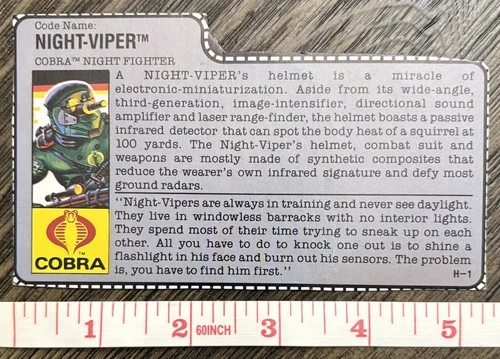 Code Name:
NIGHT-VIPER™
COBRA™ NIGHT FIGHTER
A NIGHT-VIPER's helmet is a miracle of
electronic-miniaturization. Aside from its wide-angle,
third-generation, image-intensifier, directional sound
amplifier and laser range-finder, the helmet boasts a passive
infrared detector that can spot the body heat of a squirrel at
100 yards. The Night-Viper's helmet, combat suit and
weapons are mostly made of synthetic composites that
reduce the wearer's own infrared signature and defy most
ground radars.
"Night-Vipers are always in training and never see daylight.
They live in windowless barracks with no interior lights.
They spend most of their time trying to sneak up on each
other. All you have to do to knock one out is to shine a
flashlight in his face and burn out his sensors. The problem
is, you have to find him first."
H-1
™
COBRA
1 2 60INCH 3 4 5